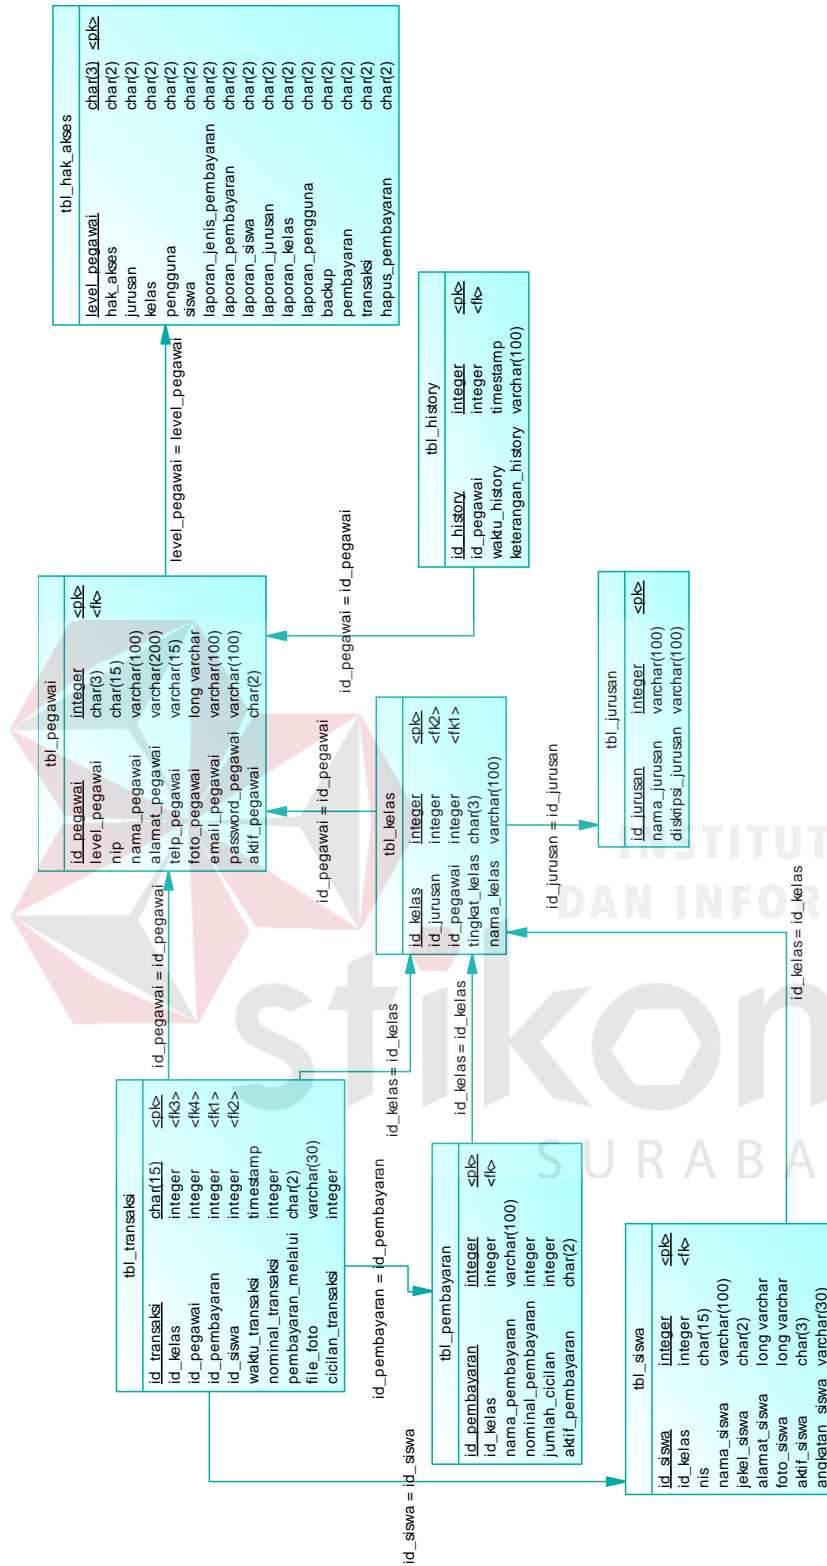 tbl_hak_akses
level_pegawai char(3) <pk>
hak_akses char(2)
jurusan char(2)
kelas char(2)
pengguna char(2)
siswa char(2)
laporan_jenis_pembayaran char(2)
laporan_pembayaran char(2)
laporan_siswa char(2)
laporan_jurusan char(2)
laporan_kelas char(2)
laporan_pengguna char(2)
backup char(2)
pembayaran char(2)
transaksi char(2)
hapus_pembayaran char(2)
level_pegawai = level_pegawai
tbl_history
id_history integer <pk>
id_pegawai integer <fk>
waktu_history timestamp
keterangan_history varchar(100)
id_pegawai = id_pegawai
tbl_pegawai
id_pegawai integer <pk>
level_pegawai char(3) <fk>
nip char(15)
nama_pegawai varchar(100)
alamat_pegawai varchar(200)
telp_pegawai varchar(15)
foto_pegawai long varchar
email_pegawai varchar(100)
password_pegawai varchar(100)
aktif_pegawai char(2)
id_pegawai = id_pegawai
id_pegawai = id_pegawai
tbl_kelas
id_kelas integer <pk>
id_jurusan integer <fk2>
id_pegawai integer <fk1>
tingkat_kelas char(3)
nama_kelas varchar(100)
id_jurusan = id_jurusan
tbl_jurusan
id_jurusan integer <pk>
nama_jurusan varchar(100)
diskripsi_jurusan varchar(100)
id_kelas = id_kelas
id_kelas = id_kelas
id_kelas = id_kelas
tbl_transaksi
id_transaksi char(15) <pk>
id_kelas integer <fk3>
id_pegawai integer <fk4>
id_pembayaran integer <fk1>
id_siswa integer <fk2>
waktu_transaksi timestamp
nominal_transaksi integer
pembayaran_melalui char(2)
file_foto varchar(30)
cicilan_transaksi integer
id_pembayaran = id_pembayaran
tbl_pembayaran
id_pembayaran integer <pk>
id_kelas integer <fk>
nama_pembayaran varchar(100)
nominal_pembayaran integer
jumlah_cicilan integer
aktif_pembayaran char(2)
id_siswa = id_siswa
tbl_siswa
id_siswa integer <pk>
id_kelas integer <fk>
nis char(15)
nama_siswa varchar(100)
jekel_siswa char(2)
alamat_siswa long varchar
foto_siswa long varchar
aktif_siswa char(3)
angkatan_siswa varchar(30)
INSTITUT
DAN INFOR
stikom
SURABA